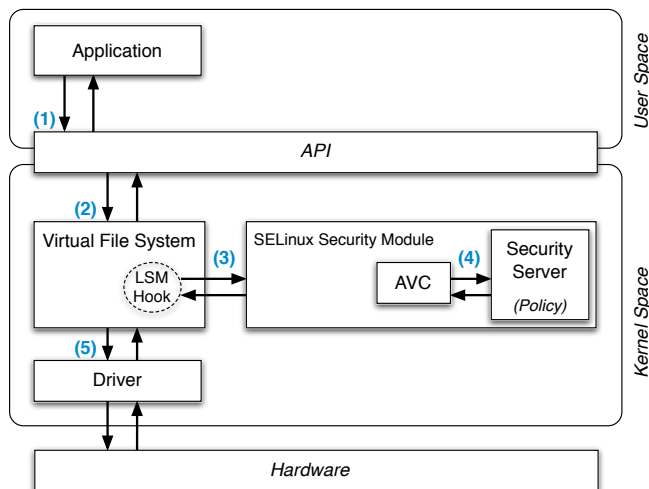 Application
User Space
(1)
API
(2)
Virtual File System
SELinux Security Module
(3)
(4)
Security
Server
LSM
Hook
AVC
(Policy)
Kernel Space
(5)
Driver
Hardware